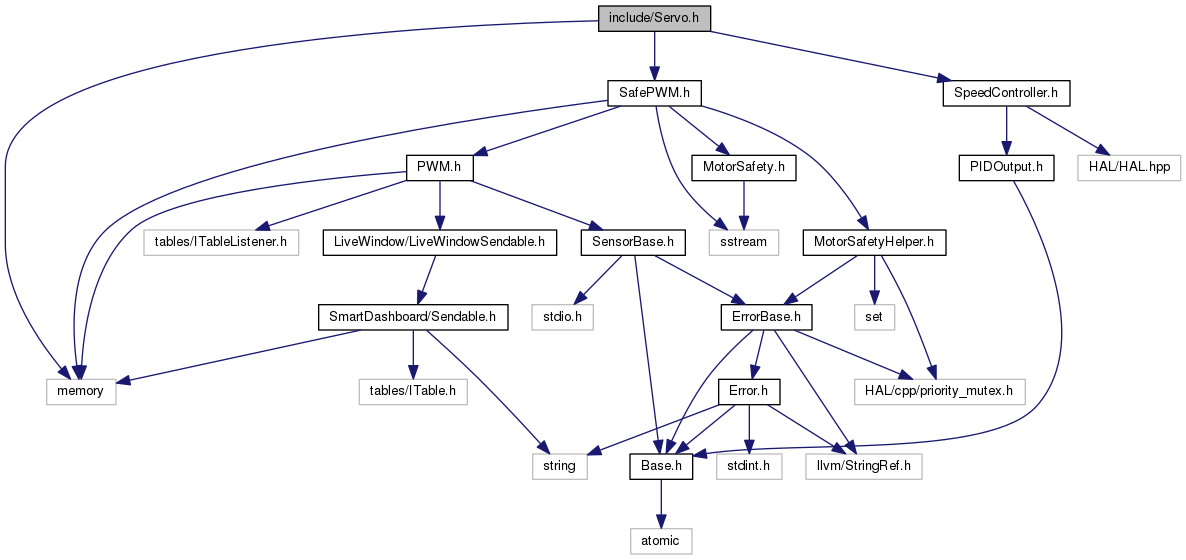 include/Servo.h
SafePWM.h
SpeedController.h
PWM.h
MotorSafety.h
PIDOutput.h
HAL/HAL.hpp
tables/ITableListener.h
LiveWindow/LiveWindowSendable.h
SensorBase.h
sstream
MotorSafetyHelper.h
SmartDashboard/Sendable.h
stdio.h
ErrorBase.h
set
memory
tables/ITable.h
Error.h
HAL/cpp/priority_mutex.h
string
Base.h
stdint.h
llvm/StringRef.h
atomic